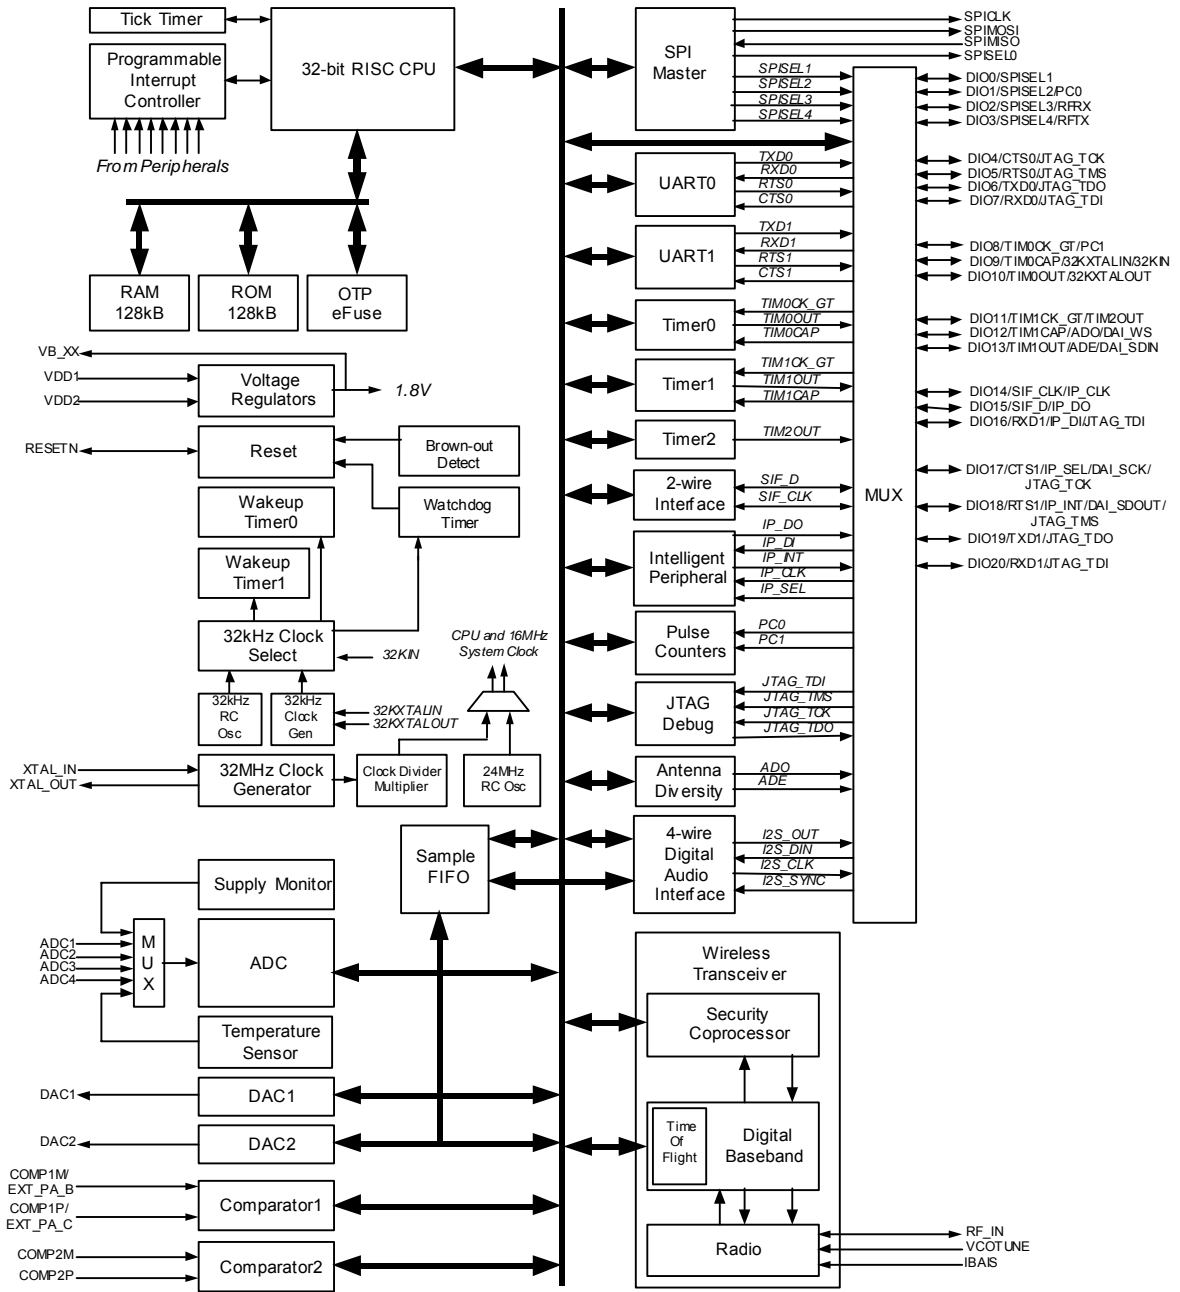 Tick Timer
Programmable
Interrupt
Controller
From Peripherals
32-bit RISC CPU
RAM
128kB
ROM
128kB
OTP
eFuse
VB_XX
VDD1
VDD2
Voltage
Regulators
1.8V
RESETN
Reset
Brown-out
Detect
Wakeup
Timer0
Watchdog
Timer
Wakeup
Timer1
32kHz Clock
Select
32KIN
32kHz
RC
Osc
32kHz
Clock
Gen
32KXTALIN
32KXTALOUT
CPU and 16MHz
System Clock
XTAL_IN
XTAL_OUT
32MHz Clock
Generator
Clock Divider
Multiplier
24MHz
RC Osc
Sample
FIFO
Supply Monitor
ADC1
ADC2
ADC3
ADC4
M
U
X
ADC
Temperature
Sensor
DAC1
DAC1
DAC2
DAC2
COMP1M/
EXT_PA_B
COMP1P/
EXT_PA_C
Comparator1
COMP2M
COMP2P
Comparator2
SPI
Master
SPICLK
SPIMOSI
SPIMISO
SPISEL0
SPISEL1
SPISEL2
SPISEL3
SPISEL4
UART0
TXD0
RXD0
RTS0
CTS0
UART1
TXD1
RXD1
RTS1
CTS1
Timer0
TIM0CK_GT
TIM0OUT
TIM0CAP
Timer1
TIM1CK_GT
TIM1OUT
TIM1CAP
Timer2
TIM2OUT
2-wire
Interface
SIF_D
SIF_CLK
Intelligent
Peripheral
IP_DO
IP_DI
IP_INT
IP_CLK
IP_SEL
Pulse
Counters
PC0
PC1
JTAG
Debug
JTAG_TDI
JTAG_TMS
JTAG_TCK
JTAG_TDO
Antenna
Diversity
ADO
ADE
4-wire
Digital
Audio
Interface
I2S_OUT
I2S_DIN
I2S_CLK
I2S_SYNC
MUX
DIO0/SPISEL1
DIO1/SPISEL2/PC0
DIO2/SPISEL3/RFRX
DIO3/SPISEL4/RFTX
DIO4/CTS0/JTAG_TCK
DIO5/RTS0/JTAG_TMS
DIO6/TXD0/JTAG_TDO
DIO7/RXD0/JTAG_TDI
DIO8/TIM0CK_GT/PC1
DIO9/TIM0CAP/32KXTALIN/32KIN
DIO10/TIM0OUT/32KXTALOUT
DIO11/TIM1CK_GT/TIM2OUT
DIO12/TIM1CAP/ADO/DAI_WS
DIO13/TIM1OUT/ADE/DAI_SDIN
DIO14/SIF_CLK/IP_CLK
DIO15/SIF_D/IP_DO
DIO16/RXD1/IP_DI/JTAG_TDI
DIO17/CTS1/IP_SEL/DAI_SCK/
JTAG_TCK
DIO18/RTS1/IP_INT/DAI_SDOUT/
JTAG_TMS
DIO19/TXD1/JTAG_TDO
DIO20/RXD1/JTAG_TDI
Wireless
Transceiver
Security
Coprocessor
Time
Of
Flight
Digital
Baseband
Radio
RF_IN
VCOTUNE
IBAIS